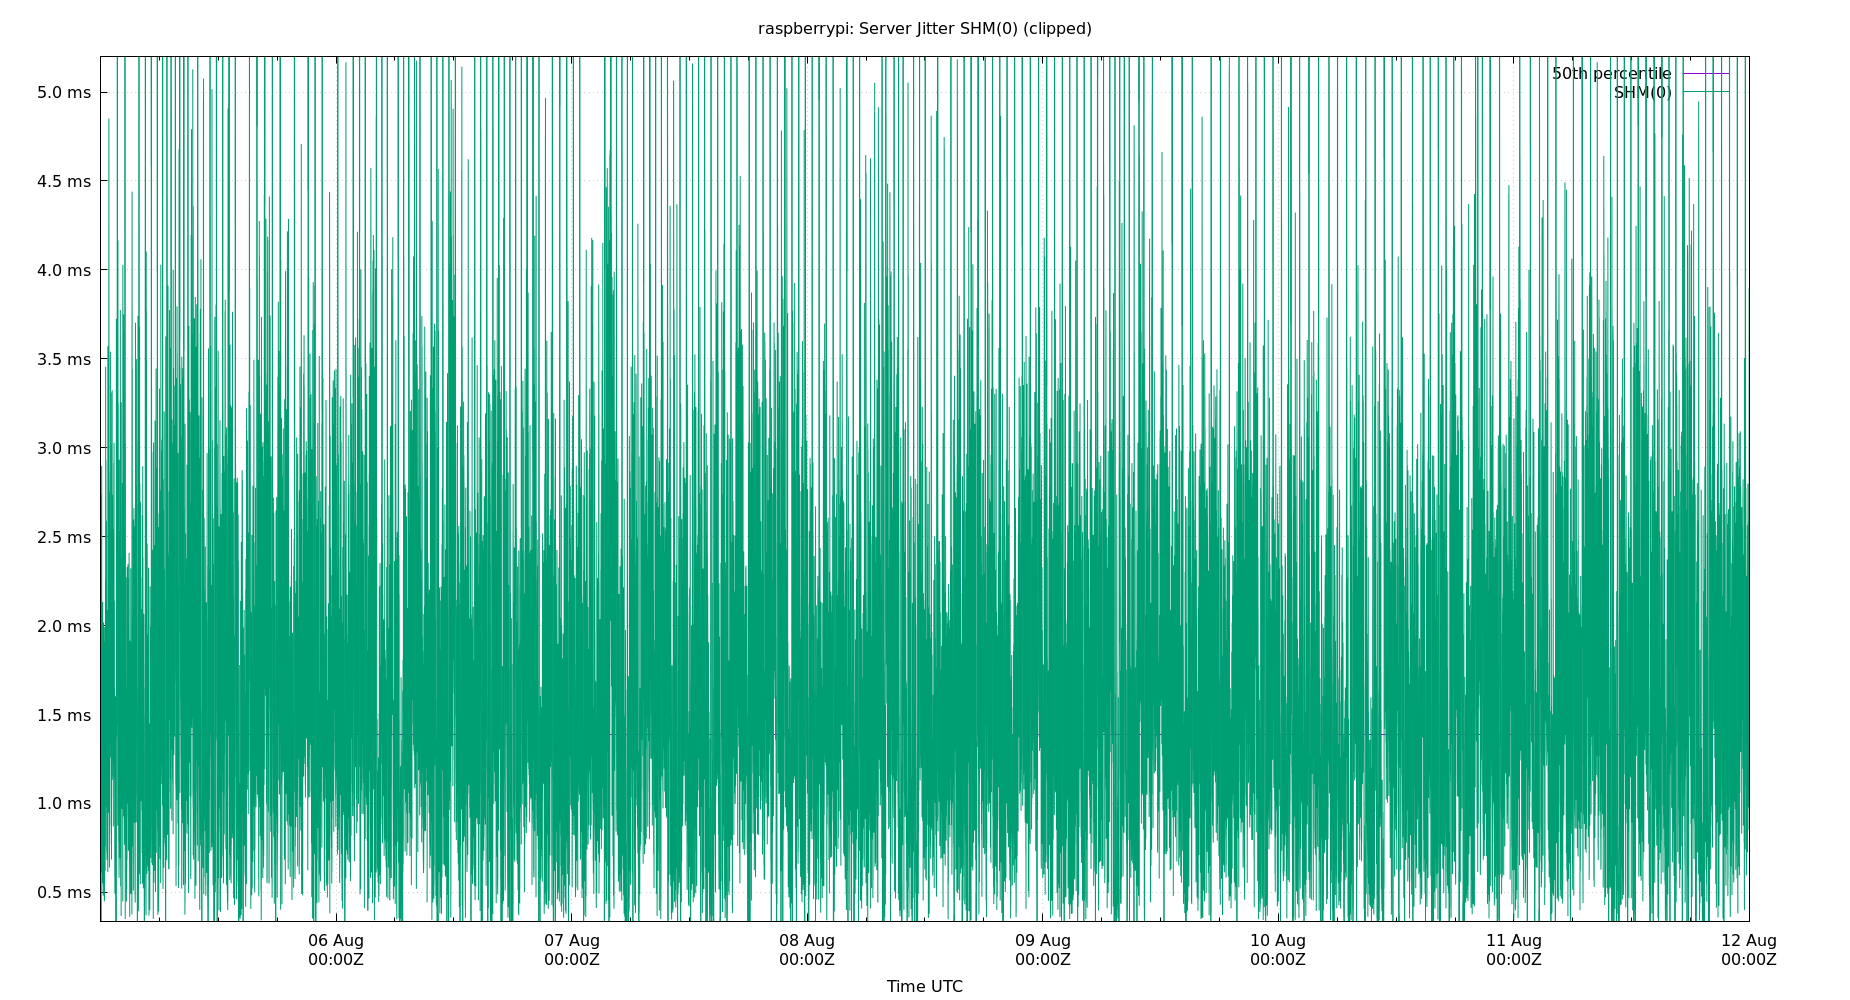 raspberrypi: Server Jitter SHM(0) (clipped)
50th percentile
SHM(0)
5.0 ms
4.5 ms
4.0 ms
3.5 ms
3.0 ms
2.5 ms
2.0 ms
1.5 ms
1.0 ms
0.5 ms
06 Aug 07 Aug 08 Aug 09 Aug 10 Aug 11 Aug 12 Aug
00:00Z 00:00Z 00:00Z 00:00Z 00:00Z 00:00Z 00:00Z
Time UTC